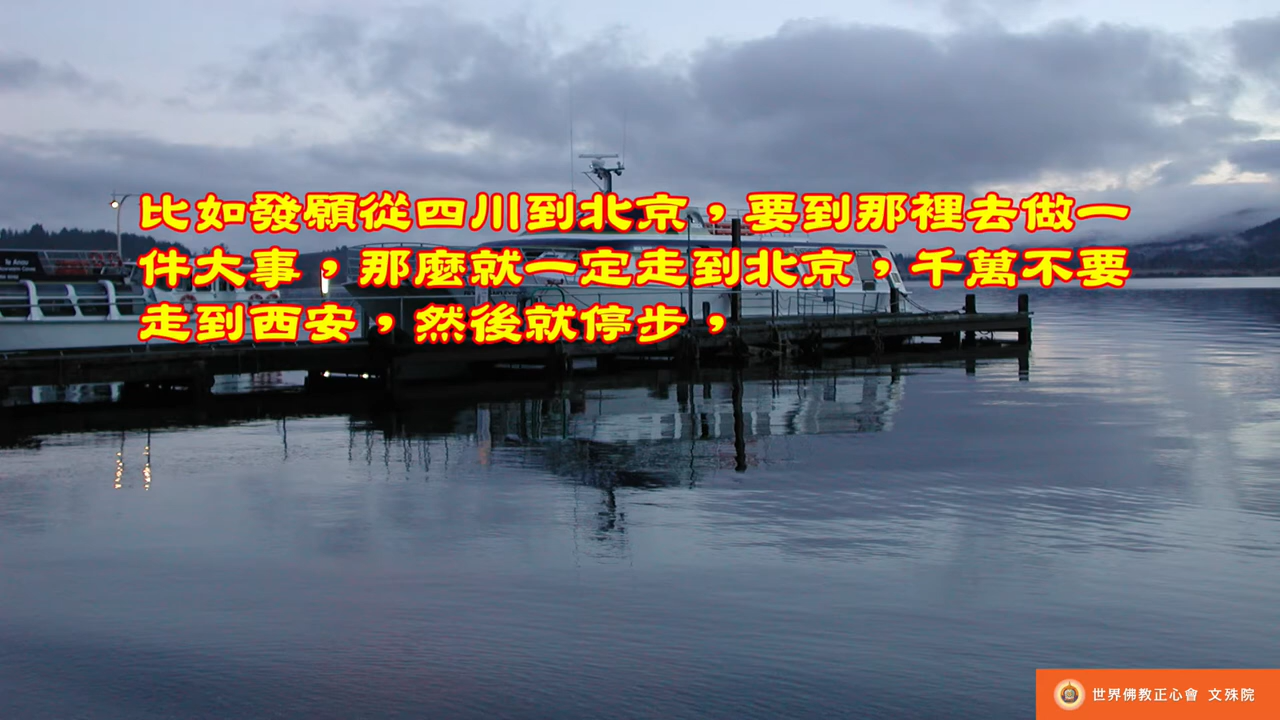 比如發願從四川到北京，要到那裡去做一
件大事，那麼就一定走到北京，千萬不要
走到西安，然後就停步，
Te Anau
世界佛教正心會 文殊院